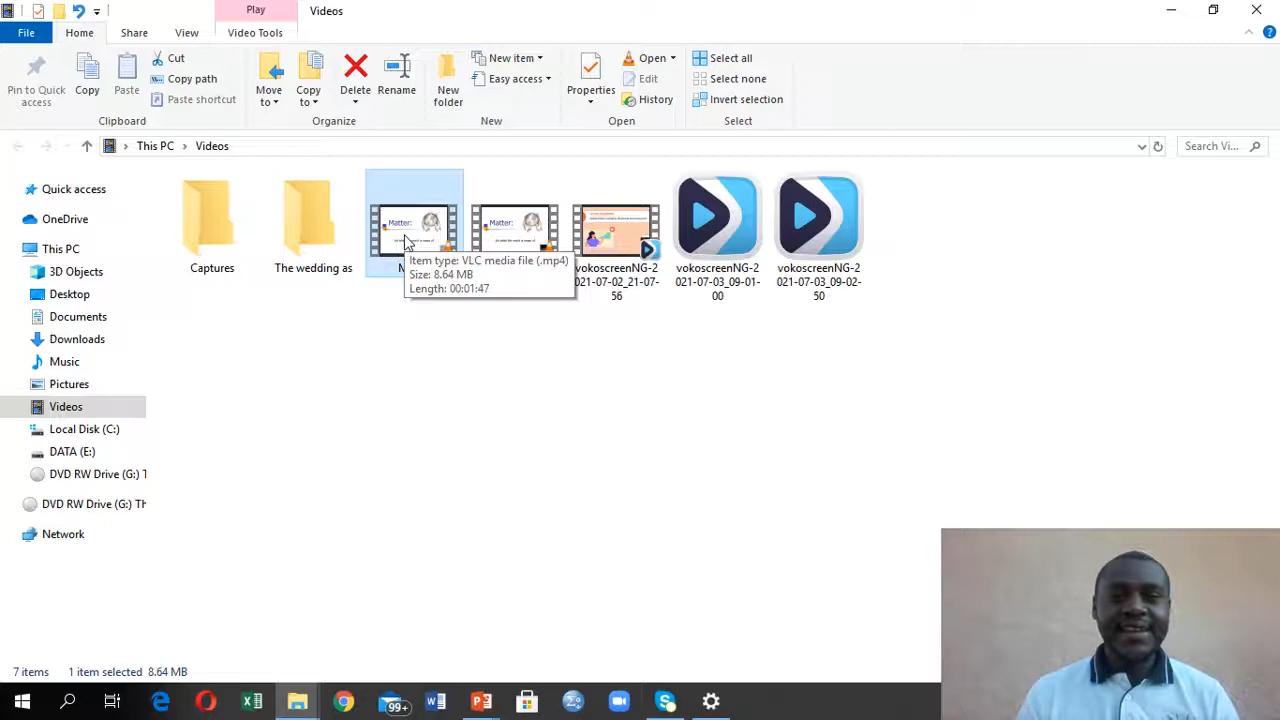 Play
Videos
File
Home
Share
View
Video Tools
Pin to Quick access
Copy
Paste
Cut
Copy path
Paste shortcut
Clipboard
Move to
Copy to
Delete
Rename
Organize
New folder
New item
Easy access
New
Properties
Open
Edit
History
Open
Select all
Select none
Invert selection
Select
This PC
Videos
Search Vi...
Quick access
OneDrive
This PC
3D Objects
Desktop
Documents
Downloads
Music
Pictures
Videos
Local Disk (C:)
DATA (E:)
DVD RW Drive (G:) T
DVD RW Drive (G:) Th
Network
Captures
The wedding as
Matter:
Matter:
Item type: VLC media file (.mp4)
Size: 8.64 MB
Length: 00:01:47
vokoscreenNG-2
021-07-02_21-07-
56
vokoscreenNG-2
021-07-03_09-01-
00
vokoscreenNG-2
021-07-03_09-02-
50
7 items
1 item selected 8.64 MB
99+